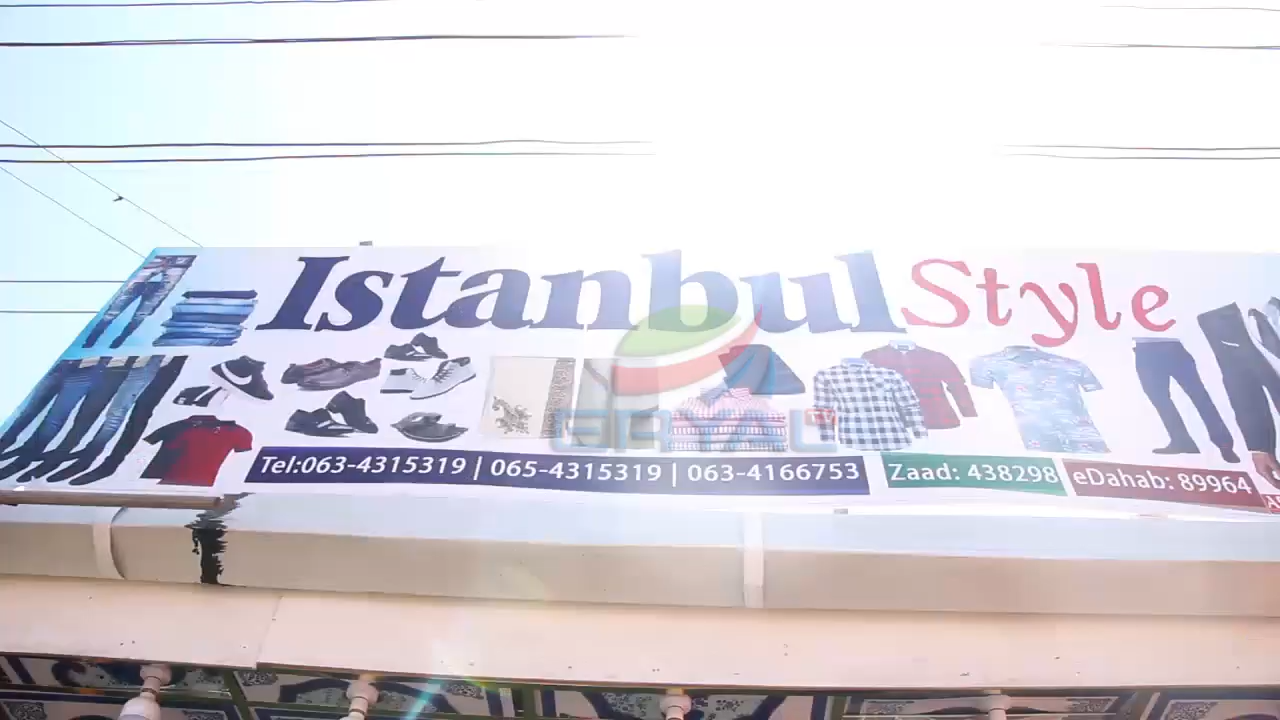 Istanbul Style
Tel:063-4315319 | 065-4315319 | 063-4166753
Zaad: 438298
eDahab: 89964